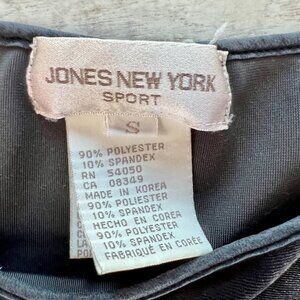 JONES NEW YORK
SPORT
S
90% POLYESTER
10% SPANDEX
RN 54050
CA 08349
MADE IN KOREA
90% POLIESTER
10% SPANDEX
HECHO EN COREA
90% POLYESTER
10% SPANDEX
FABRIQUÉ EN CORÉE